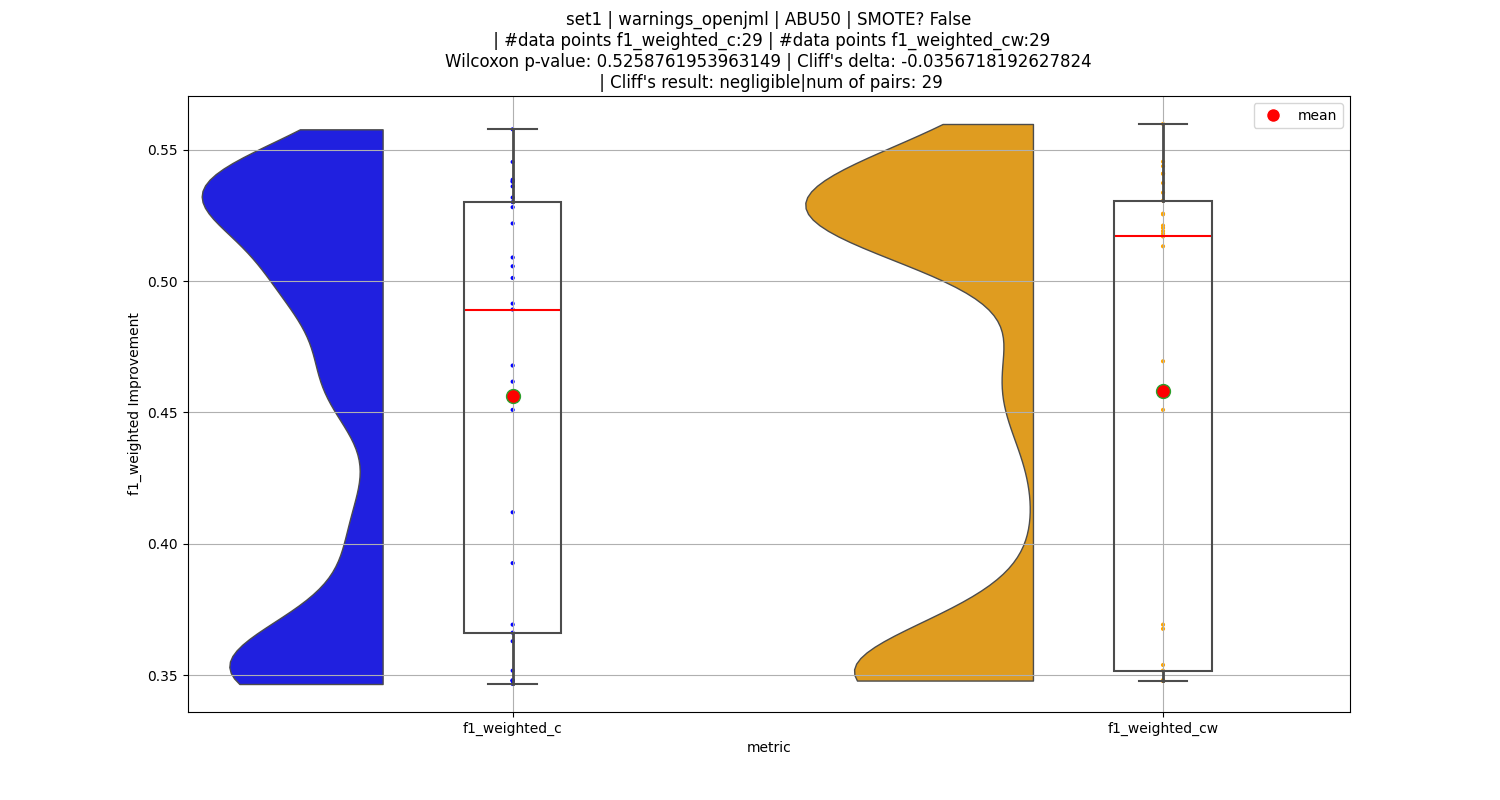 set1 | warnings_openjml | ABU50 | SMOTE? False
| #data points f1_weighted_c:29 | #data points f1_weighted_cw:29
Wilcoxon p-value: 0.5258761953963149 | Cliff's delta: -0.0356718192627824
| Cliff's result: negligible|num of pairs: 29
mean
0.55
0.50
0.45
0.40
0.35
f1_weighted Improvement
f1_weighted_c
f1_weighted_cw
metric